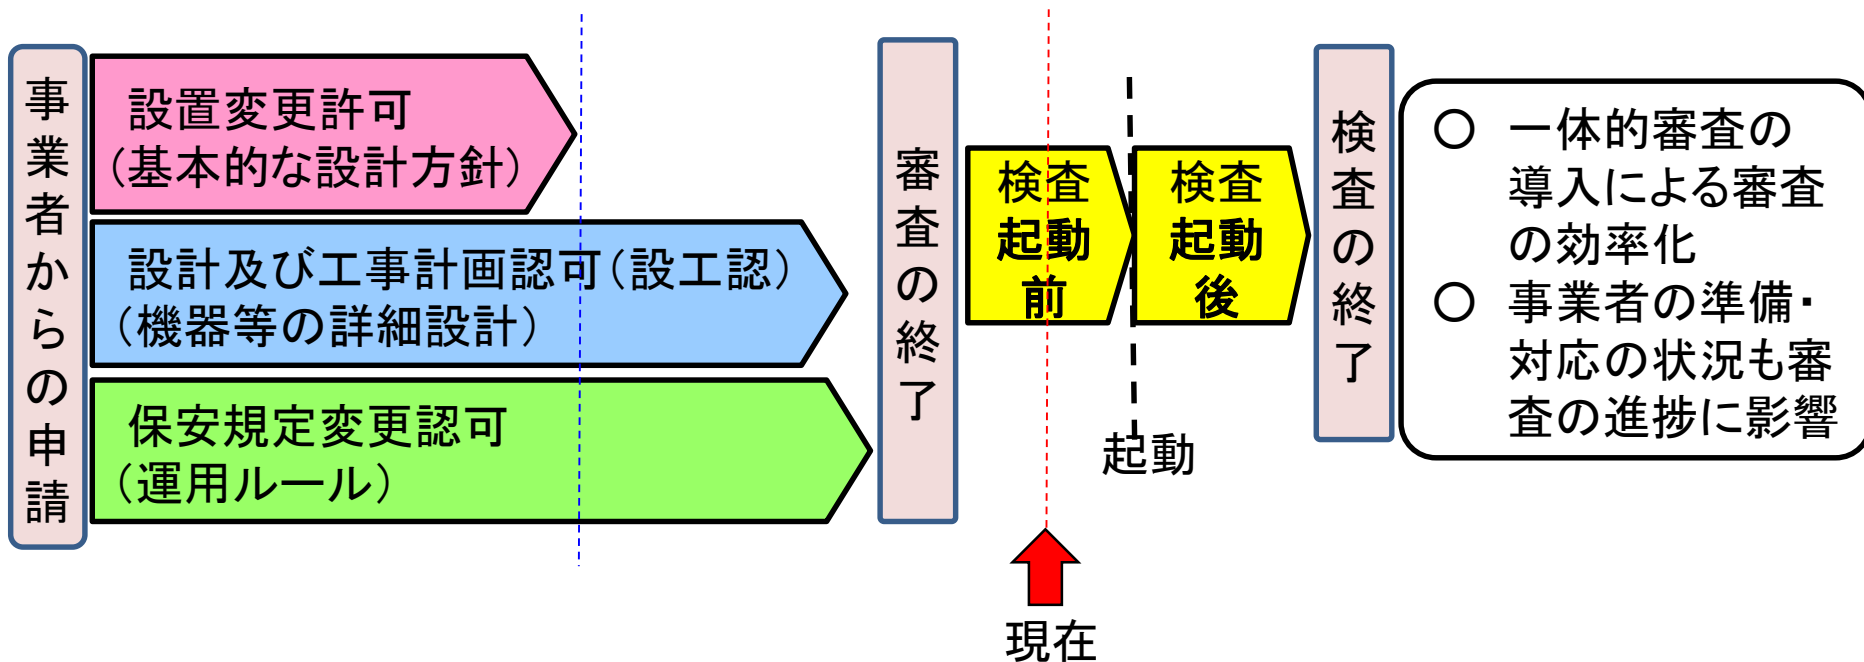 事業者からの申請
設置変更許可
(基本的な設計方針)
設計及び工事計画認可(設工認)
(機器等の詳細設計)
保安規定変更認可
(運用ルール)
審査の終了
検査
起動
前
検査
起動
後
起動
現在
検査の終了
○ 一体的審査の
導入による審査
の効率化
○ 事業者の準備・
対応の状況も審
査の進捗に影響